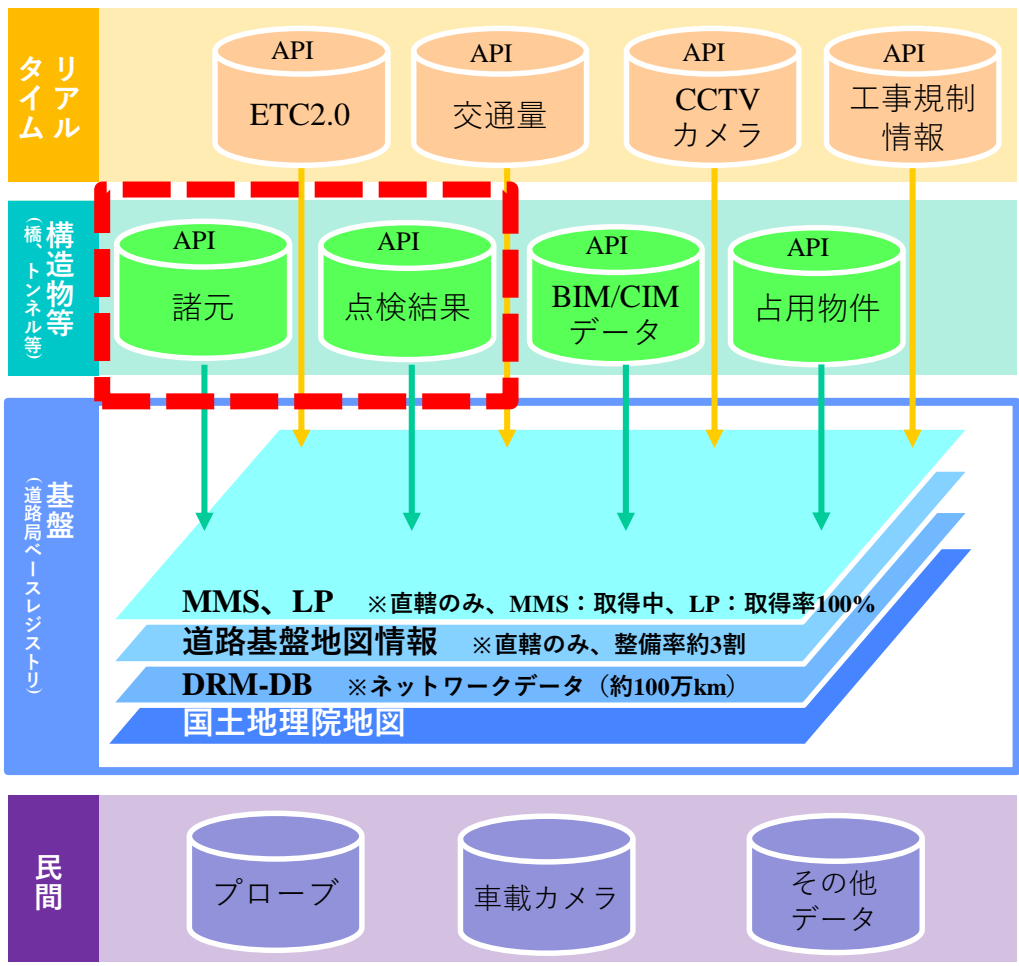 リアル
タイム
API
ETC2.0
API
交通量
API
CCTV
カメラ
API
工事規制
情報
構造物等
(橋、トンネル等)
API
諸元
API
点検結果
API
BIM/CIM
データ
API
占用物件
基盤
(道路局ベースレジストリ)
MMS、LP ※直轄のみ、MMS：取得中、LP：取得率100%
道路基盤地図情報 ※直轄のみ、整備率約3割
DRM-DB ※ネットワークデータ（約100万km）
国土地理院地図
民間
プローブ
車載カメラ
その他
データ